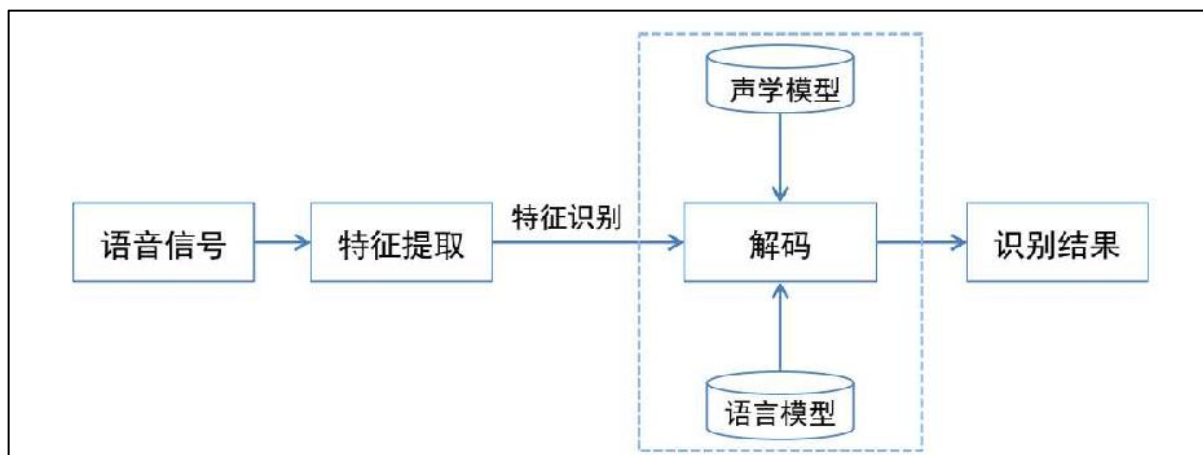 声学模型
语音信号
特征提取
特征识别
解码
识别结果
语言模型